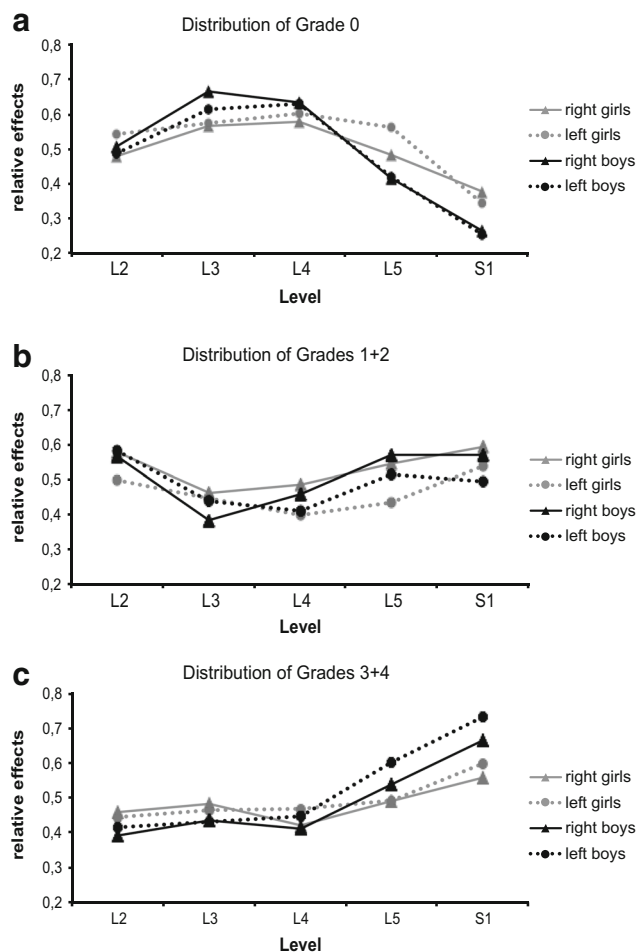 a
Distribution of Grade 0
0,8
0,7
0,6
0,5
0,4
0,3
0,2
relative effects
L2 L3 L4 L5 S1
Level
right girls
left girls
right boys
left boys
b
Distribution of Grades 1+2
0,8
0,7
0,6
0,5
0,4
0,3
0,2
relative effects
L2 L3 L4 L5 S1
Level
right girls
left girls
right boys
left boys
c
Distribution of Grades 3+4
0,8
0,7
0,6
0,5
0,4
0,3
0,2
relative effects
L2 L3 L4 L5 S1
Level
right girls
left girls
right boys
left boys